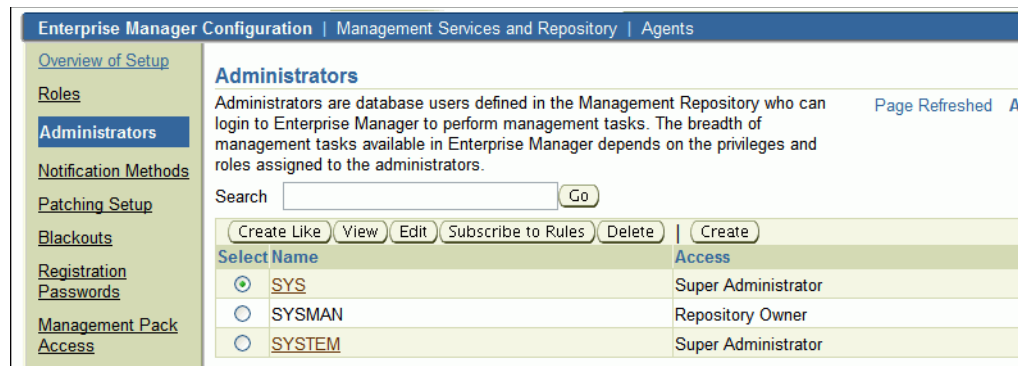 Enterprise Manager Configuration | Management Services and Repository | Agents
Overview of Setup
Roles
Administrators
Notification Methods
Patching Setup
Blackouts
Registration
Passwords
Management Pack
Access
Administrators
Administrators are database users defined in the Management Repository who can
login to Enterprise Manager to perform management tasks. The breadth of
management tasks available in Enterprise Manager depends on the privileges and
roles assigned to the administrators.
Page Refreshed A
Search Go
Create Like View Edit Subscribe to Rules Delete | Create
Select Name Access
SYS Super Administrator
SYSMAN Repository Owner
SYSTEM Super Administrator